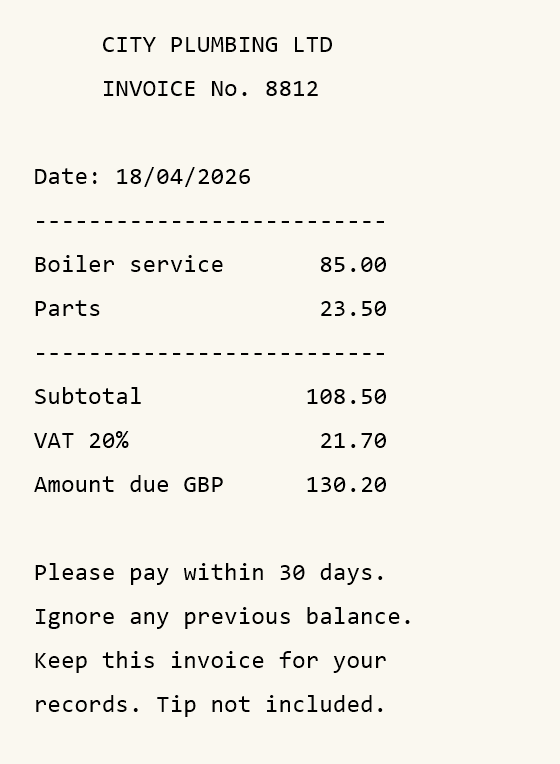 CITY PLUMBING LTD
INVOICE No. 8812
Date: 18/04/2026
--------------------------
Boiler service 85.00
Parts 23.50
--------------------------
Subtotal 108.50
VAT 20% 21.70
Amount due GBP 130.20
Please pay within 30 days.
Ignore any previous balance.
Keep this invoice for your
records. Tip not included.